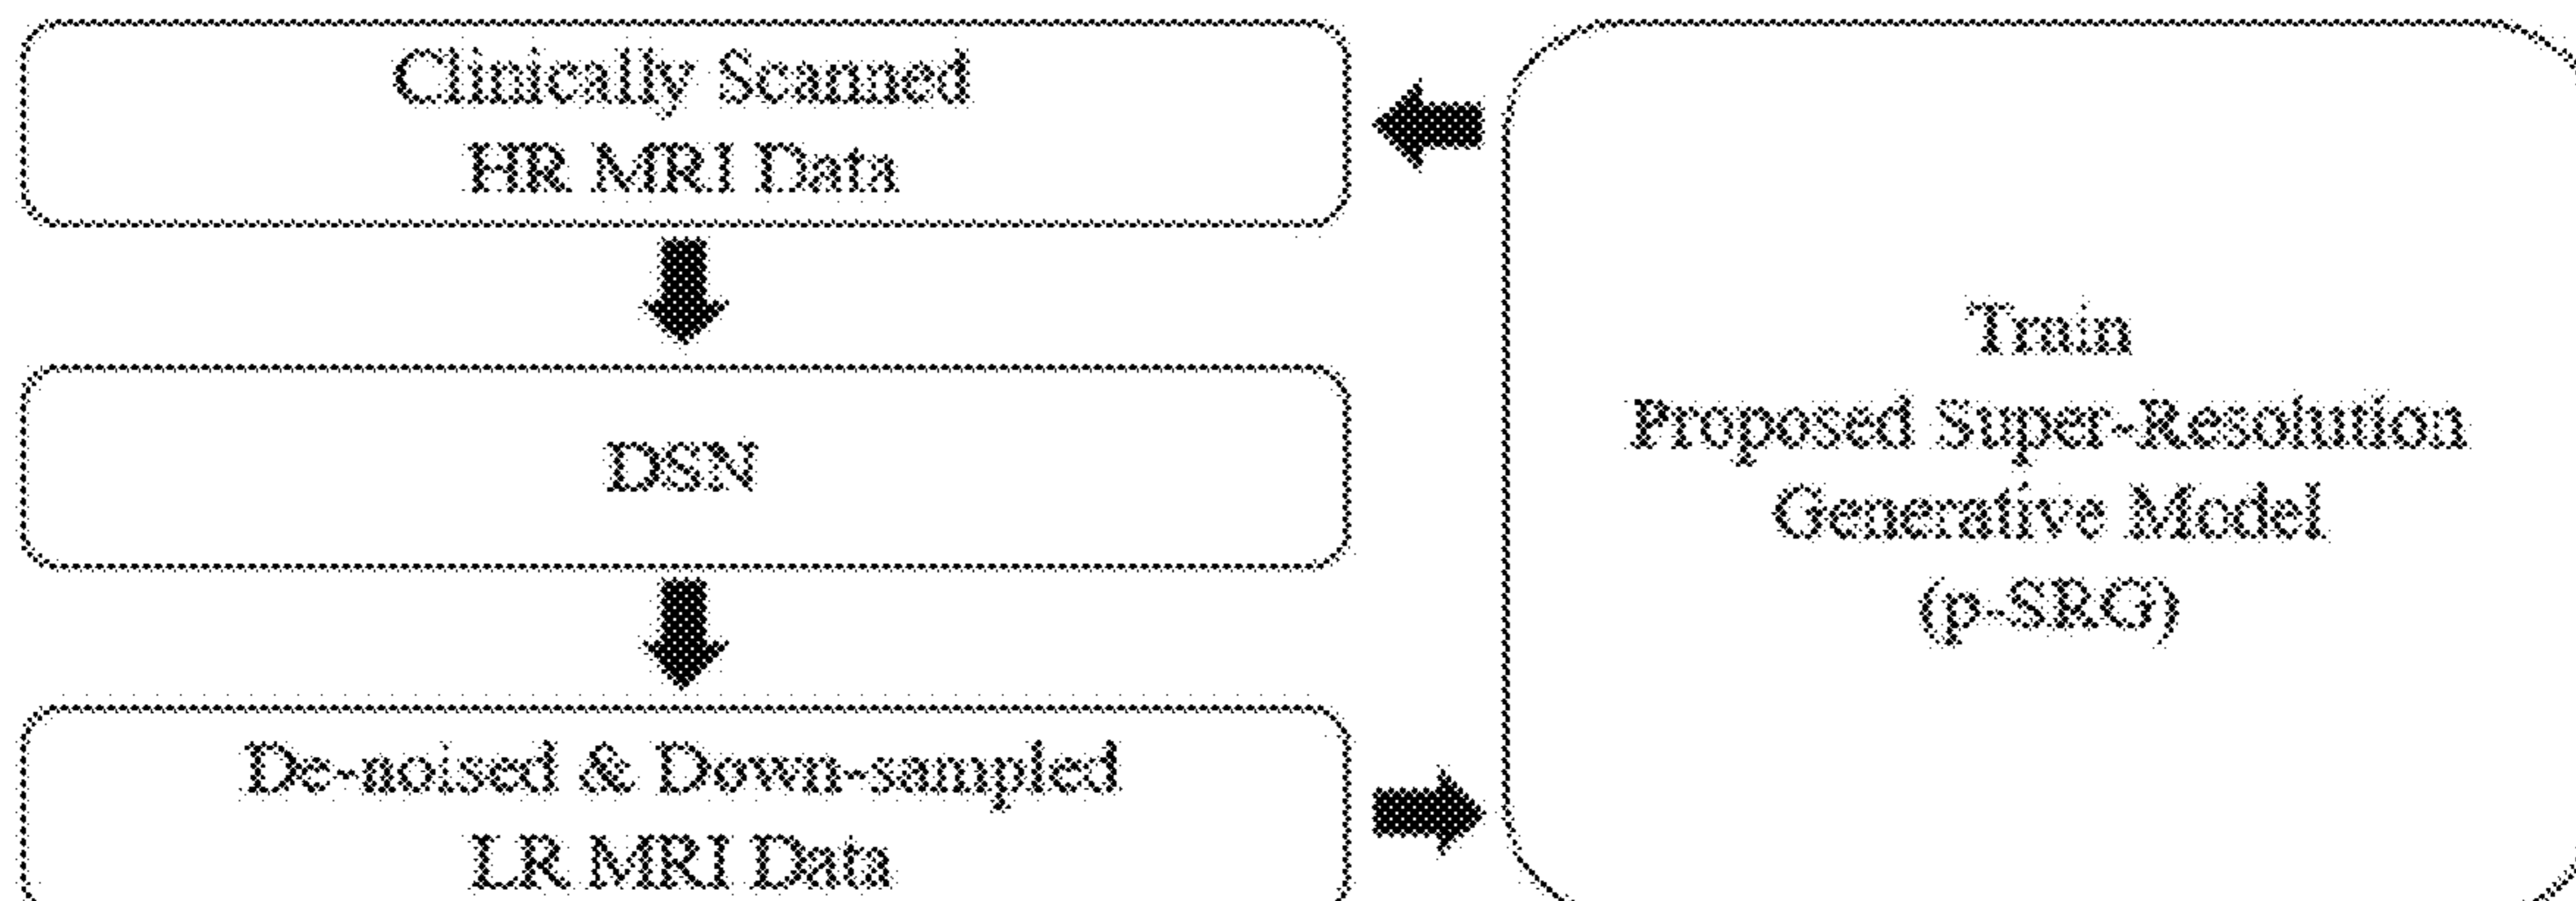 Clinically Scanned
HR MRI Data
DSN
De-noised & Down-sampled
LR MRI Data
Train
Proposed Super-Resolution
Generative Model
(p-SRG)